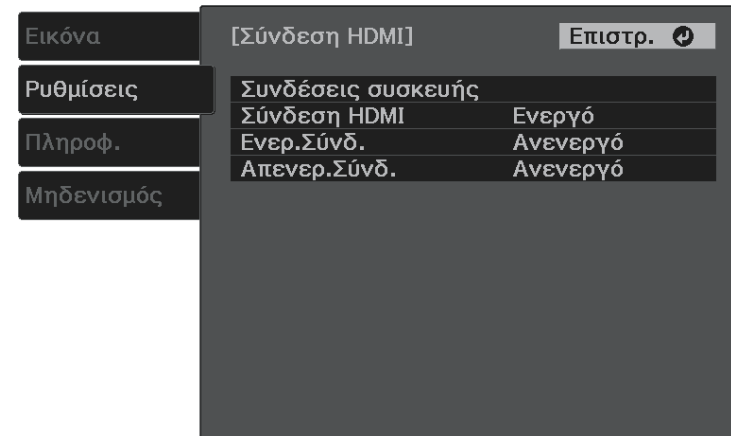 Εικόνα
Ρυθμίσεις
Πληροφ.
Μηδενισμός
[Σύνδεση HDMI] Επιστρ.
Συνδέσεις συσκευής
Σύνδεση HDMI Ενεργό
Ενερ.Σύνδ. Ανενεργό
Απενερ.Σύνδ. Ανενεργό